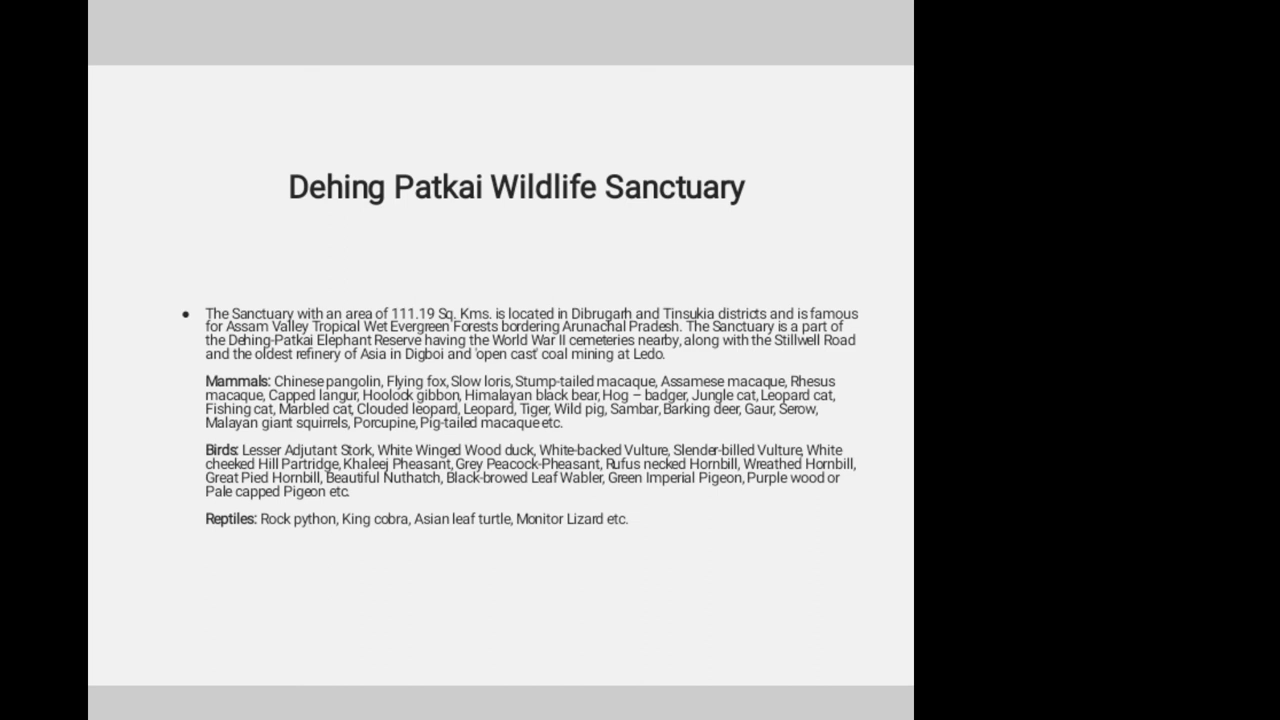 Dehing Patkai Wildlife Sanctuary
• The Sanctuary with an area of 111.19 Sq. Kms. is located in Dibrugarh and Tinsukia districts and is famous
for Assam Valley Tropical Wet Evergreen Forests bordering Arunachal Pradesh. The Sanctuary is a part of
the Dehing-Patkai Elephant Reserve having the World War II cemeteries nearby, along with the Stillwell Road
and the oldest refinery of Asia in Digboi and 'open cast' coal mining at Ledo.
Mammals: Chinese pangolin, Flying fox, Slow loris, Stump-tailed macaque, Assamese macaque, Rhesus
macaque, Capped langur, Hoolock gibbon, Himalayan black bear, Hog – badger, Jungle cat, Leopard cat,
Fishing cat, Marbled cat, Clouded leopard, Leopard, Tiger, Wild pig, Sambar, Barking deer, Gaur, Serow,
Malayan giant squirrels, Porcupine, Pig-tailed macaque etc.
Birds: Lesser Adjutant Stork, White Winged Wood duck, White-backed Vulture, Slender-billed Vulture, White
cheeked Hill Partridge, Khaleej Pheasant, Grey Peacock-Pheasant, Rufus necked Hornbill, Wreathed Hornbill,
Great Pied Hornbill, Beautiful Nuthatch, Black-browed Leaf Wabler, Green Imperial Pigeon, Purple wood or
Pale capped Pigeon etc.
Reptiles: Rock python, King cobra, Asian leaf turtle, Monitor Lizard etc.